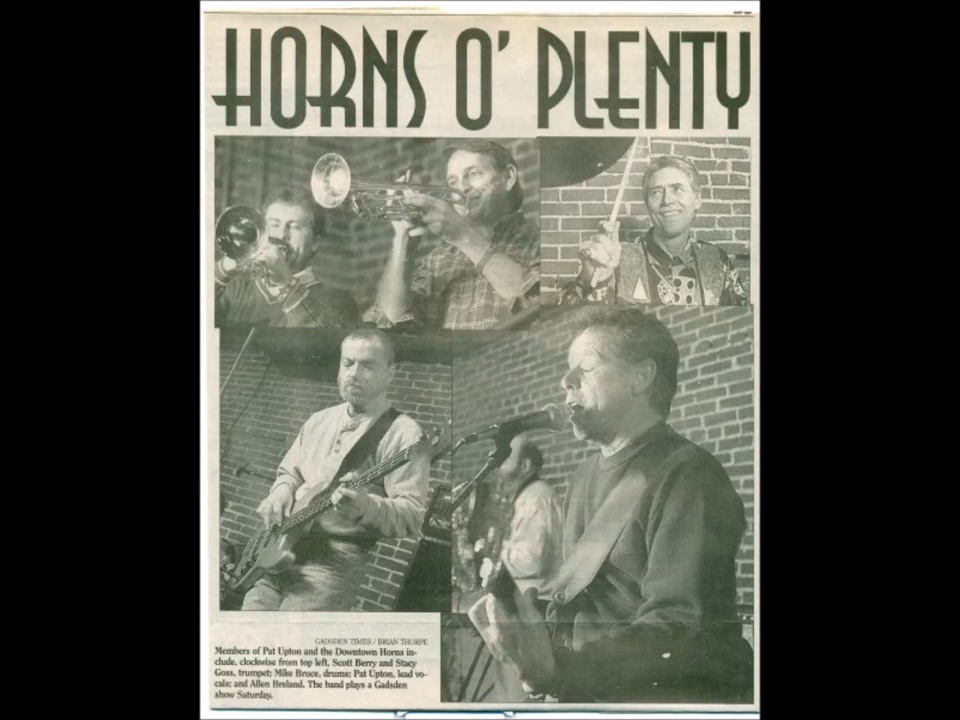 HORNS O' PLENTY
GADSDEN TIMES / BRIAN THORPE
Members of Pat Upton and the Downtown Horns in-
clude, clockwise from top left, Scott Berry and Stacy
Goss, trumpet; Mike Bruce, drums; Pat Upton, lead vo-
cals; and Allen Breland. The band plays a Gadsden
show Saturday.